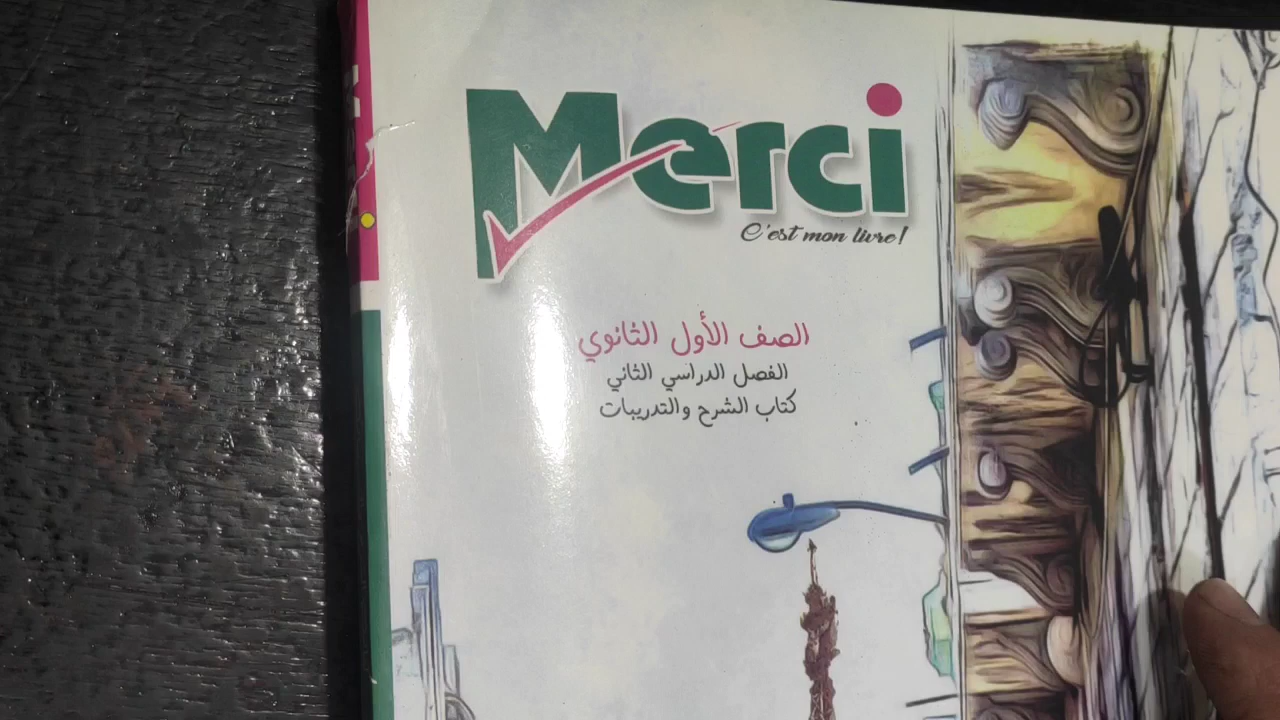 Merci
C'est mon livre!
الصف الأول الثانوي
الفصل الدراسي الثاني
كتاب الشرح والتدريبات